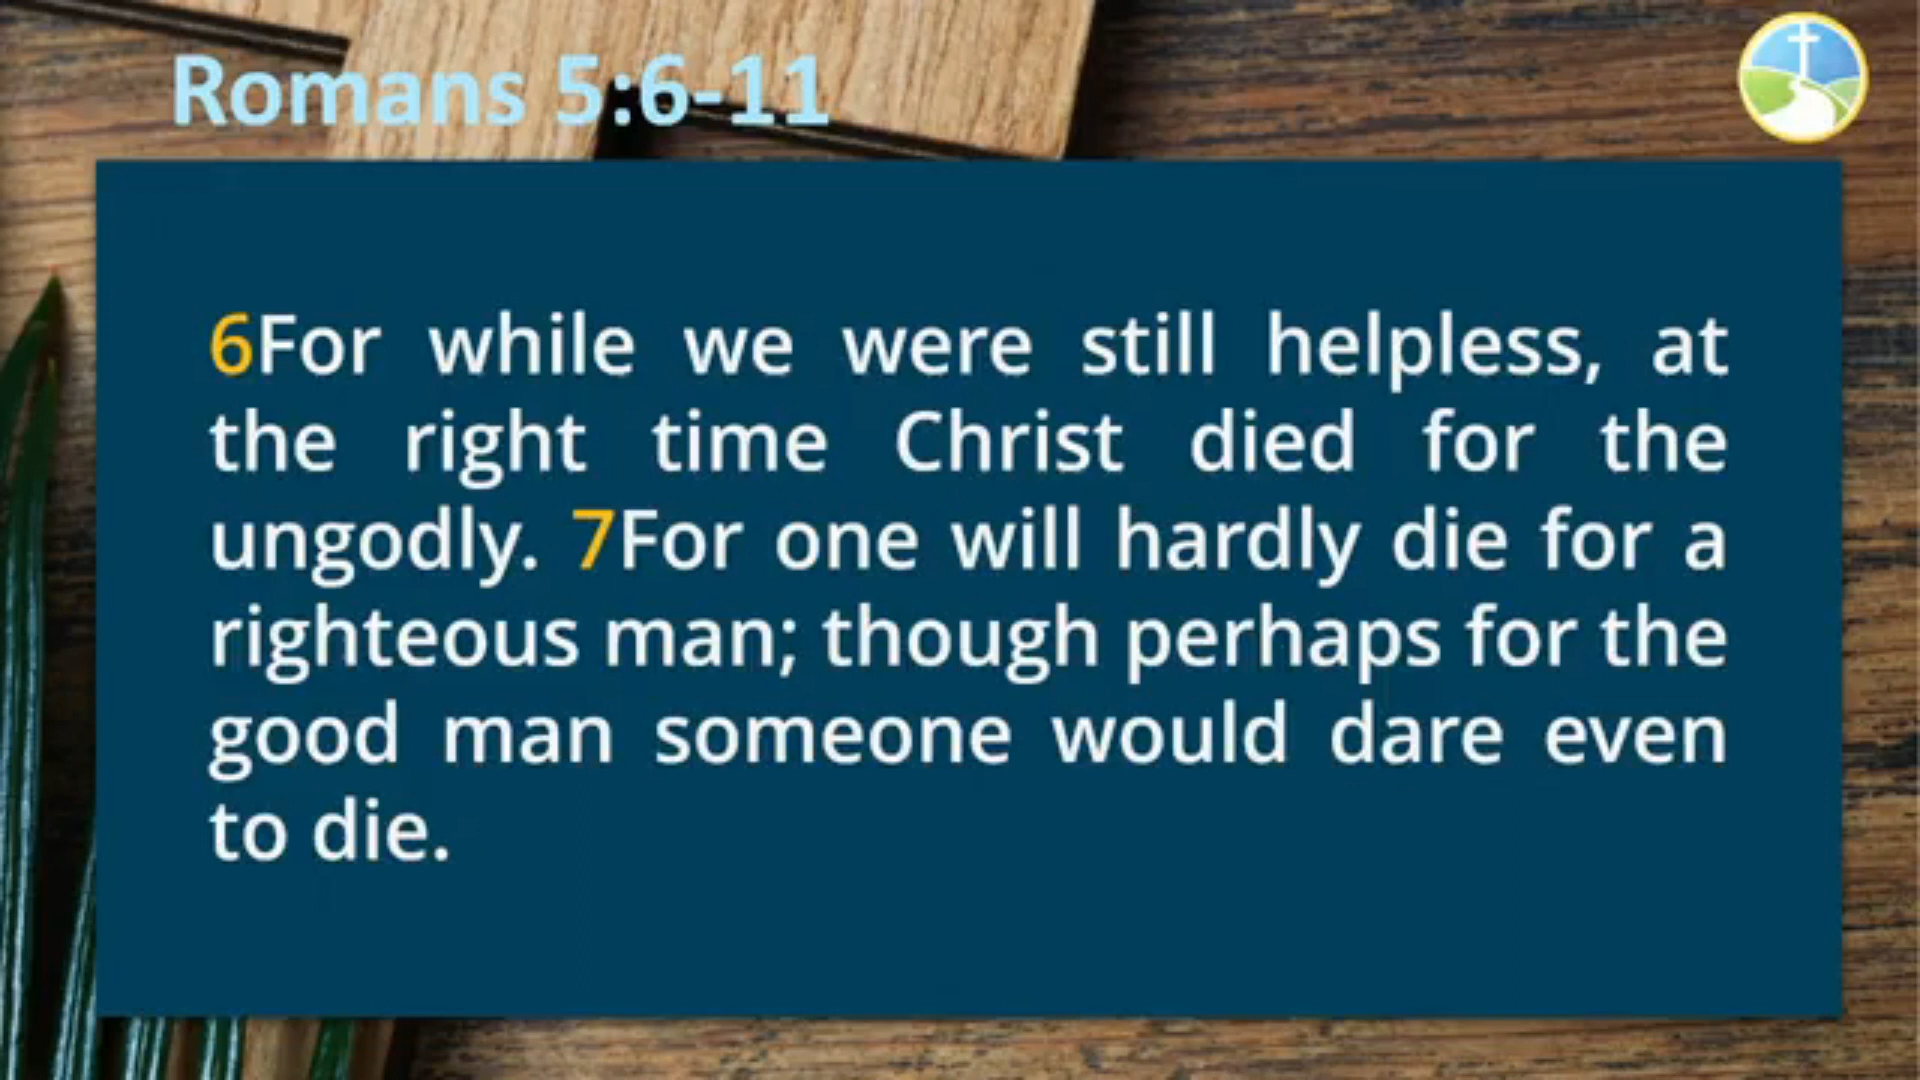 Romans 5:6-11
6For while we were still helpless, at
the right time Christ died for the
ungodly. 7For one will hardly die for a
righteous man; though perhaps for the
good man someone would dare even
to die.